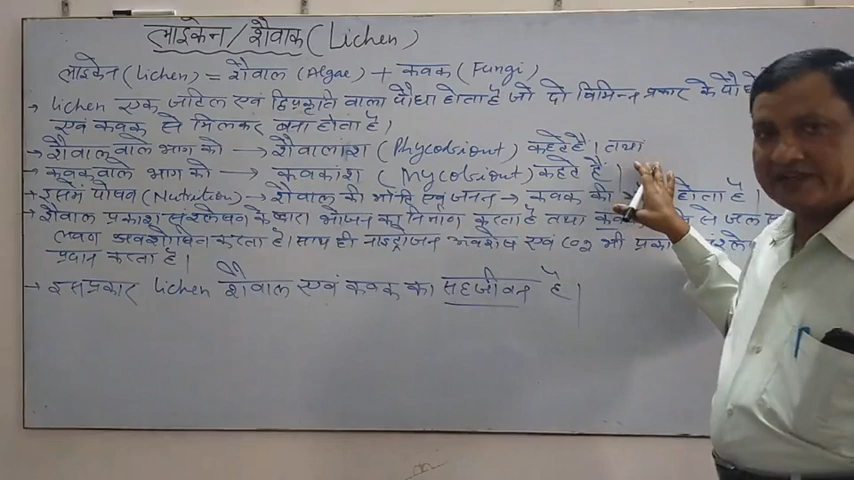 लाइकेन/शैवाक (Lichen)
लाइकेन (Lichen) = शैवाल (Algae) + कवक (Fungi)
→ Lichen एक जटिल एवं द्विप्रकृति वाला पौधा होता है जो दो विभिन्न प्रकार के पौधे
एवं कवक से मिलकर बना होता है।
→ शैवाल वाले भाग को → शैवालांश (Phycobiont) कहते हैं। तथा
→ कवक वाले भाग को → कवकांश (Mycobiont) कहते हैं।
→ इसमें पोषण (Nutrition) → शैवाल की भाँति एवं जनन → कवक की होता है।
→ शैवाल प्रकाश संश्लेषण के द्वारा भोजन का निर्माण करता है तथा से जल
लवण अवशोषित करता है। साथ ही नाइट्रोजन अवशेष एवं CO2 भी
प्रदान करता है।
→ इस प्रकार Lichen शैवाल एवं कवक का सहजीवन है।